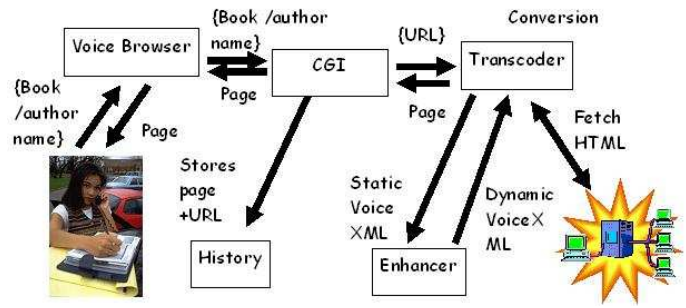 {Book /author
name}
Conversion
Voice Browser
CGI
{URL}
Transcoder
{Book
/author
name}
Page
Page
Page
Fetch
HTML
Stores
page
+URL
Static
Voice
XML
Dynamic
VoiceX
ML
History
Enhancer